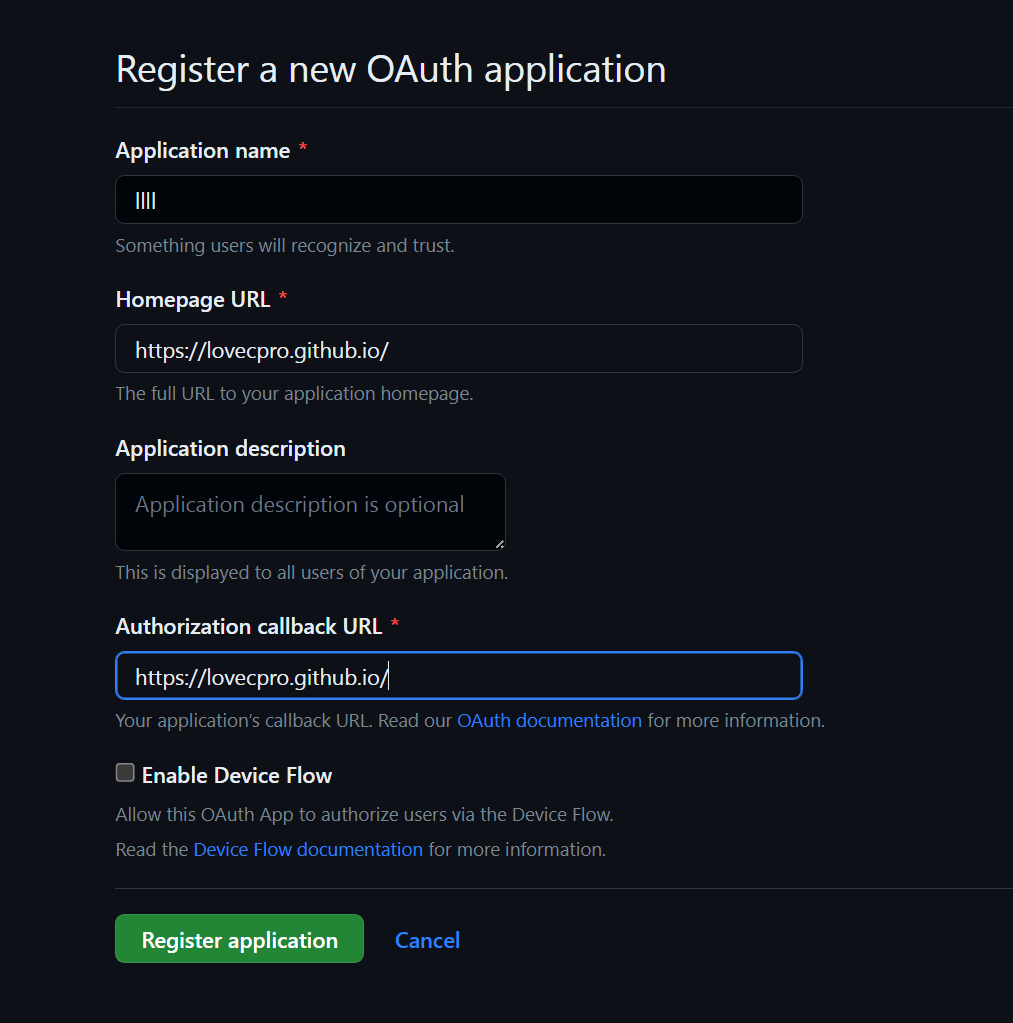 Register a new OAuth application
Application name *
llll
Something users will recognize and trust.
Homepage URL *
https://lovecpro.github.io/
The full URL to your application homepage.
Application description
Application description is optional
This is displayed to all users of your application.
Authorization callback URL *
https://lovecpro.github.io/
Your application's callback URL. Read our OAuth documentation for more information.
Enable Device Flow
Allow this OAuth App to authorize users via the Device Flow.
Read the Device Flow documentation for more information.
Register application Cancel